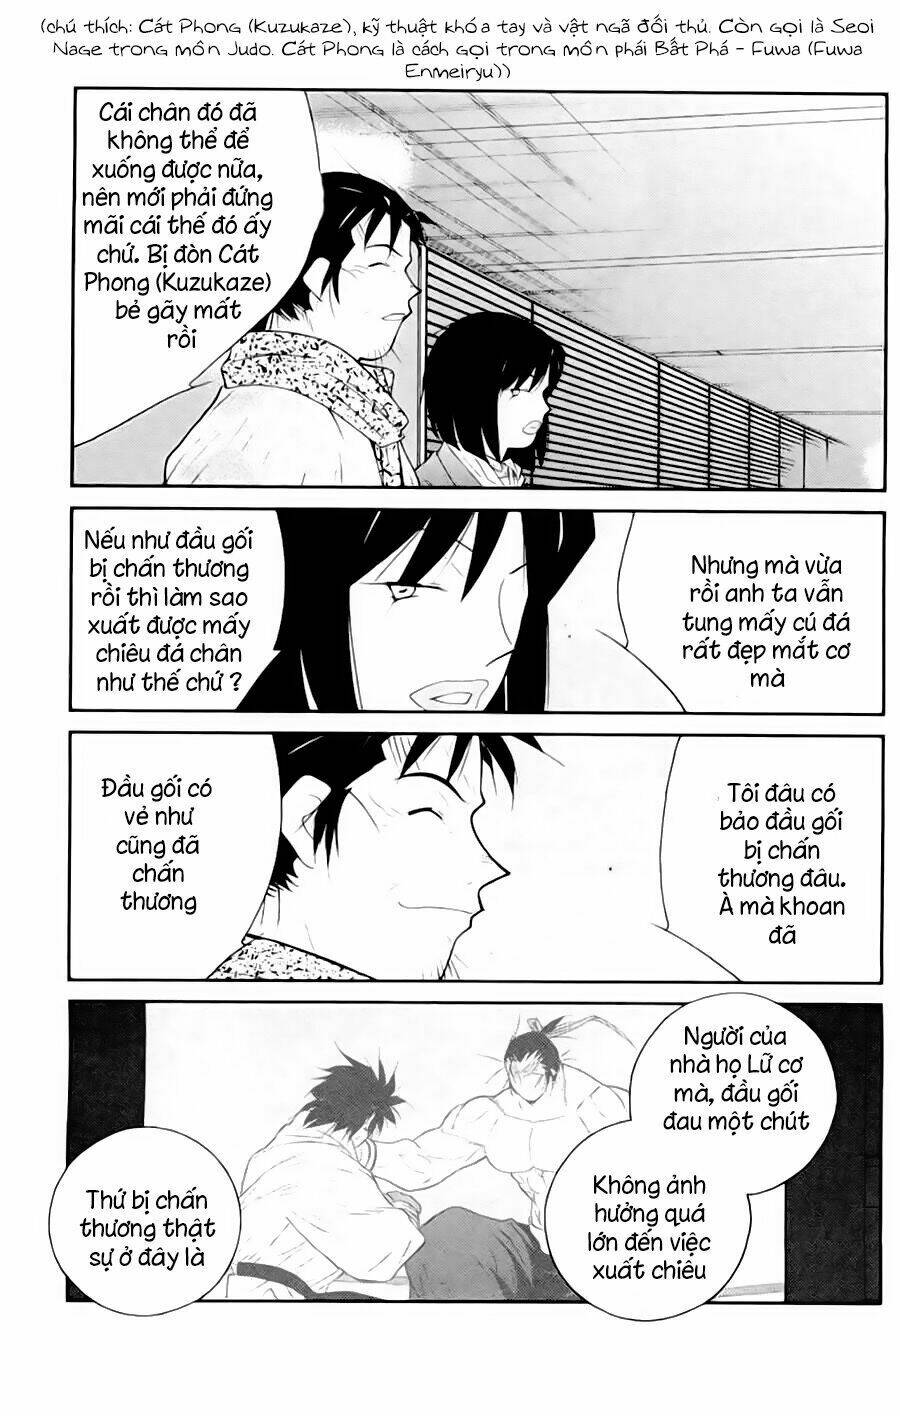 (chú thích: Cát Phong (Kuzukaze), kỹ thuật khóa tay và vật ngã đối thủ. Còn gọi là Seoi
Nage trong môn Judo. Cát Phong là cách gọi trong môn phái Bất Phá - Fuwa (Fuwa
Enmeiryu))
Cái chân đó đã
không thể để
xuống được nữa,
nên mới phải đứng
mãi cái thế đó ấy
chứ. Bị đòn Cát
Phong (Kuzukaze)
bẻ gãy mất
rồi
Nhưng mà vừa
rồi anh ta vẫn
tung mấy cú đá
rất đẹp mắt cơ
mà
Nếu như đầu gối
bị chấn thương
rồi thì làm sao
xuất được mấy
chiêu đá chân
như thế chứ ?
Tôi đâu có
bảo đầu gối
bị chấn
thương đâu.
À mà khoan
đã
Đầu gối có
vẻ như
cũng đã
chấn
thương
Người của
nhà họ Lữ cơ
mà, đầu gối
đau một chút
Không ảnh
hưởng quá
lớn đến việc
xuất chiêu
Thứ bị chấn
thương thật
sự ở đây là